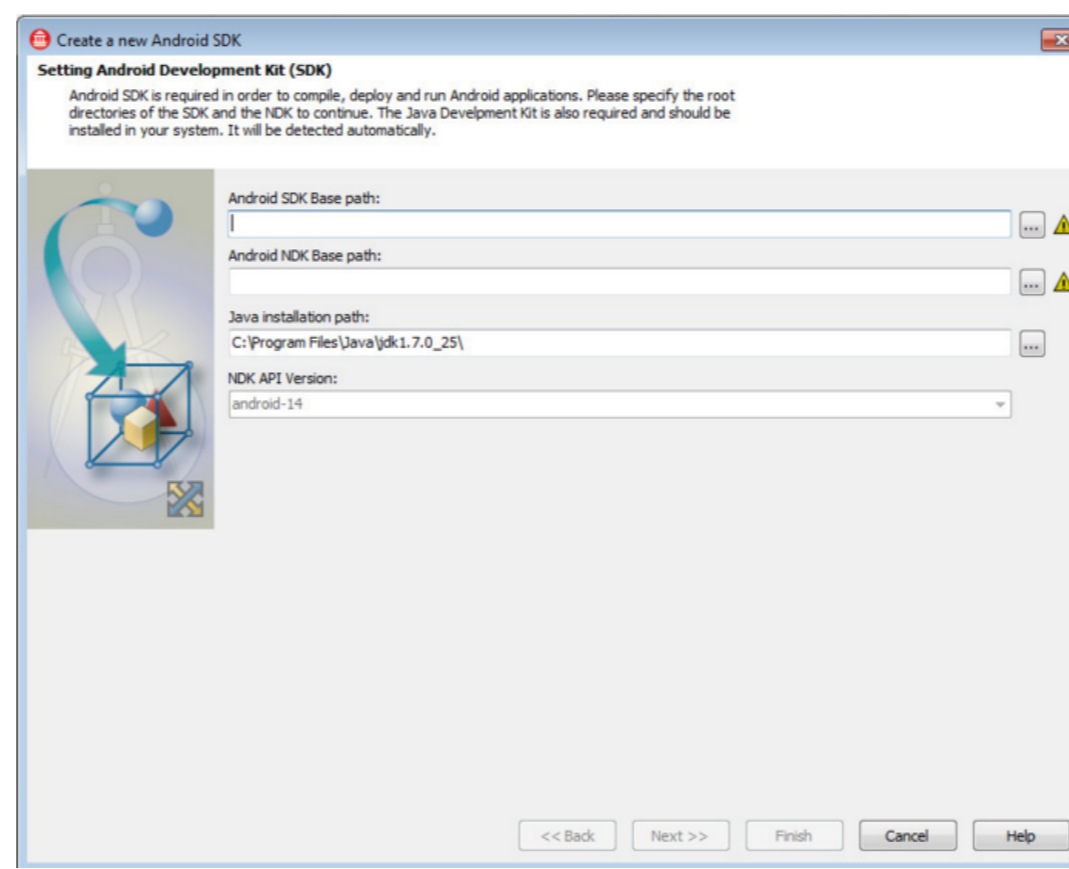 Create a new Android SDK
Setting Android Development Kit (SDK)
Android SDK is required in order to compile, deploy and run Android applications. Please specify the root
directories of the SDK and the NDK to continue. The Java Develpment Kit is also required and should be
installed in your system. It will be detected automatically.
Android SDK Base path:
...
Android NDK Base path:
...
Java installation path:
C:\Program Files\Java\jdk1.7.0_25\
...
NDK API Version:
android-14
<< Back Next >> Finish Cancel Help